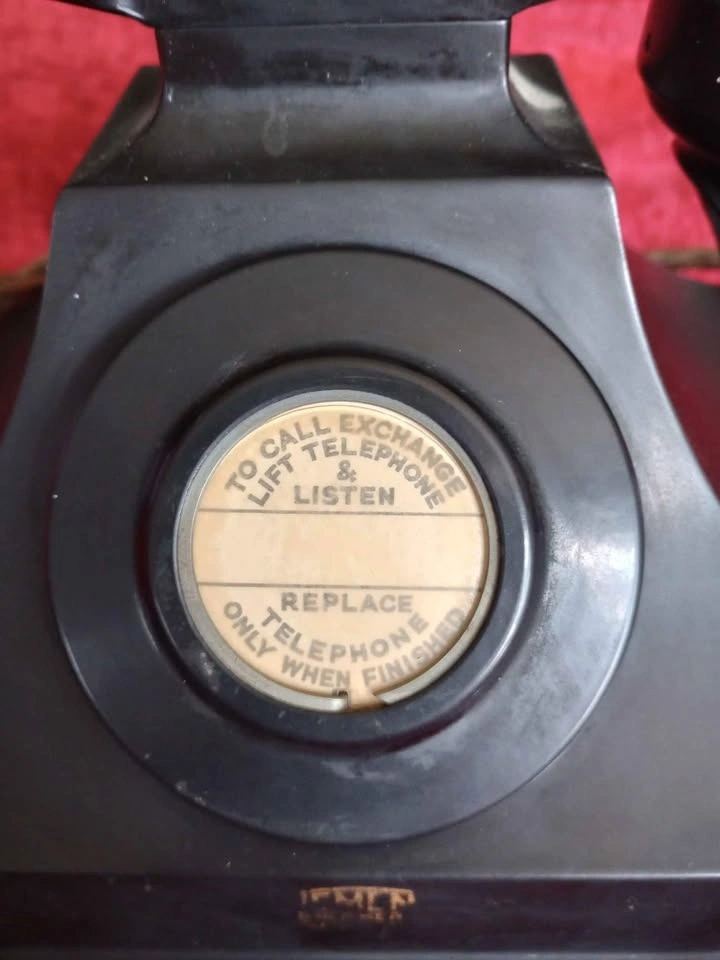 TO CALL EXCHANGE
LIFT TELEPHONE
&
LISTEN
REPLACE
TELEPHONE
ONLY WHEN FINISHED